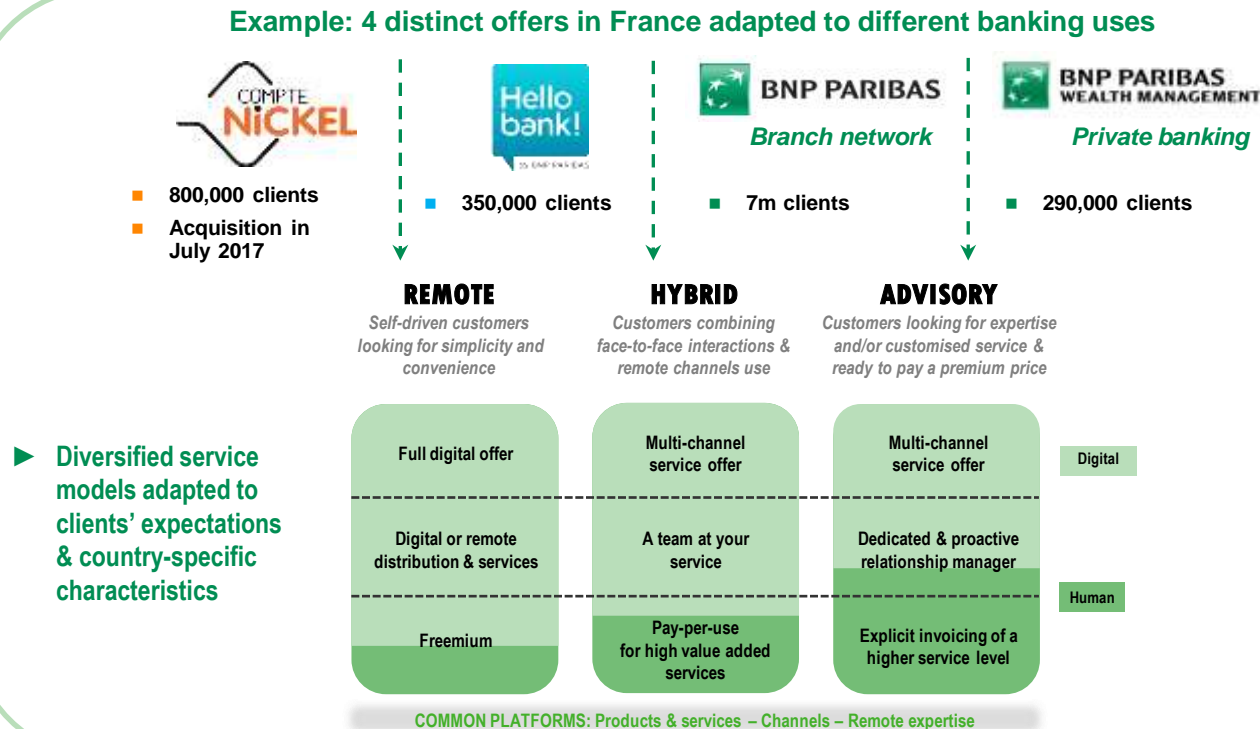 Example: 4 distinct offers in France adapted to different banking uses
COMPTE
NiCKEL
Hello
bank!
BY BNP PARIBAS
BNP PARIBAS
Branch network
BNP PARIBAS
WEALTH MANAGEMENT
Private banking
800,000 clients
Acquisition in
July 2017
350,000 clients
7m clients
290,000 clients
REMOTE
Self-driven customers
looking for simplicity and
convenience
HYBRID
Customers combining
face-to-face interactions &
remote channels use
ADVISORY
Customers looking for expertise
and/or customised service &
ready to pay a premium price
► Diversified service
models adapted to
clients’ expectations
& country-specific
characteristics
Full digital offer
Digital or remote
distribution & services
Freemium
Multi-channel
service offer
A team at your
service
Pay-per-use
for high value added
services
Multi-channel
service offer
Dedicated & proactive
relationship manager
Explicit invoicing of a
higher service level
Digital
Human
COMMON PLATFORMS: Products & services – Channels – Remote expertise